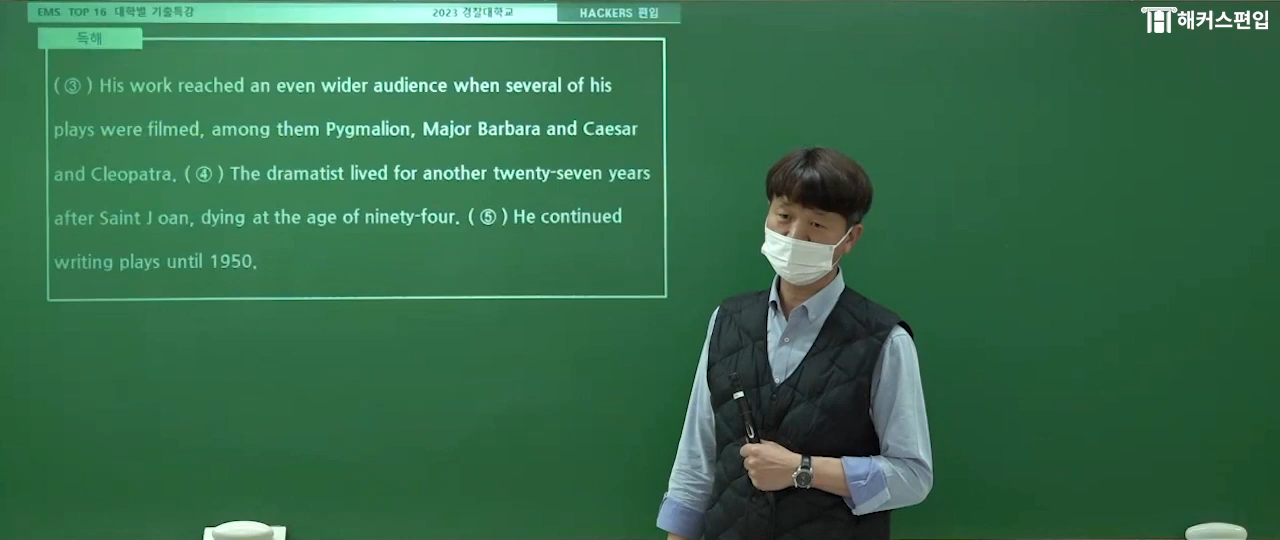 EMS TOP 16 대학별 기출특강
2023 경찰대학교
HACKERS 편입
해커스편입
독해
( ③ ) His work reached an even wider audience when several of his
plays were filmed, among them Pygmalion, Major Barbara and Caesar
and Cleopatra. ( ④ ) The dramatist lived for another twenty-seven years
after Saint J oan, dying at the age of ninety-four. ( ⑤ ) He continued
writing plays until 1950.